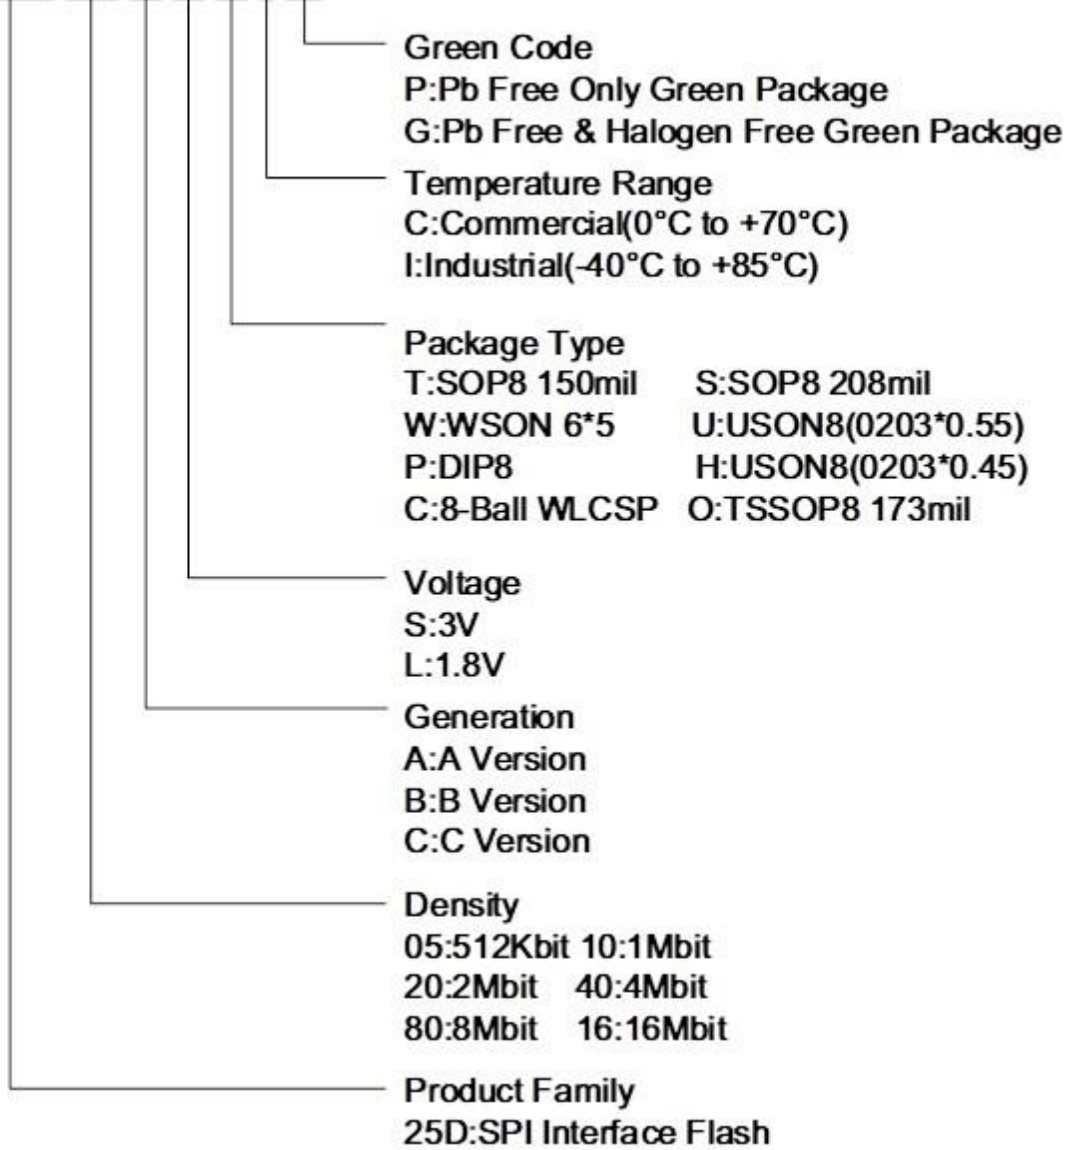 Green Code
P:Pb Free Only Green Package
G:Pb Free & Halogen Free Green Package
Temperature Range
C:Commercial(0°C to +70°C)
I:Industrial(-40°C to +85°C)
Package Type
T:SOP8 150mil S:SOP8 208mil
W:WSON 6*5 U:USON8(0203*0.55)
P:DIP8 H:USON8(0203*0.45)
C:8-Ball WLCSP O:TSSOP8 173mil
Voltage
S:3V
L:1.8V
Generation
A:A Version
B:B Version
C:C Version
Density
05:512Kbit 10:1Mbit
20:2Mbit 40:4Mbit
80:8Mbit 16:16Mbit
Product Family
25D:SPI Interface Flash